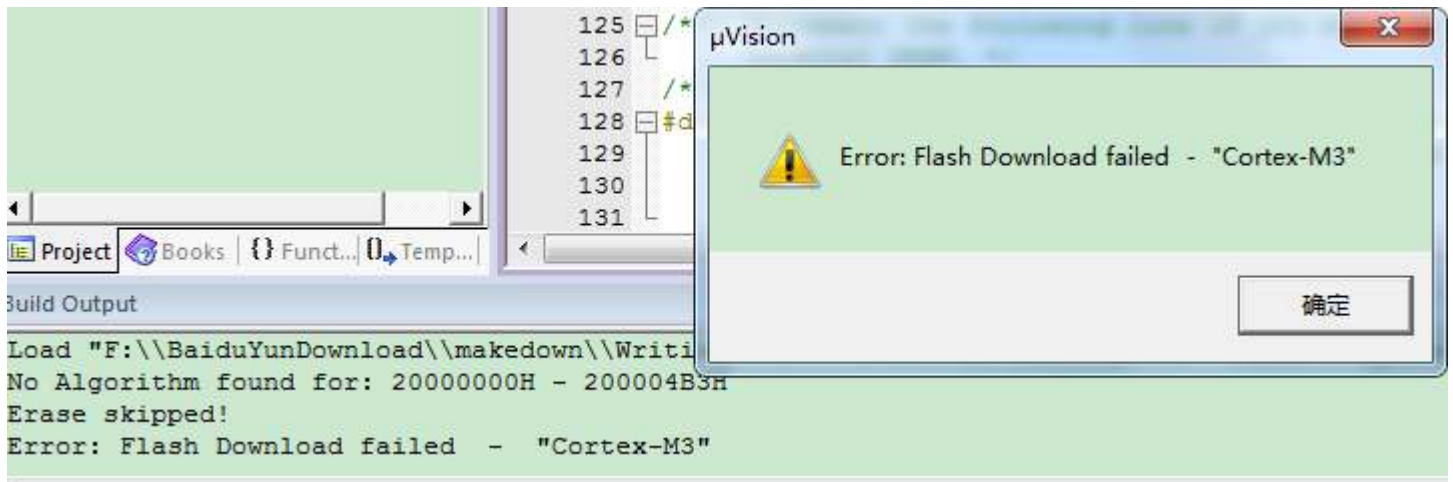 125 /*
126
127 /*
128 #d
129
130
131
µVision
Error: Flash Download failed - "Cortex-M3"
确定
Project Books {} Funct... Temp...
Build Output
Load "F:\\BaiduYunDownload\\makedown\\Writi
No Algorithm found for: 20000000H - 200004B3H
Erase skipped!
Error: Flash Download failed - "Cortex-M3"